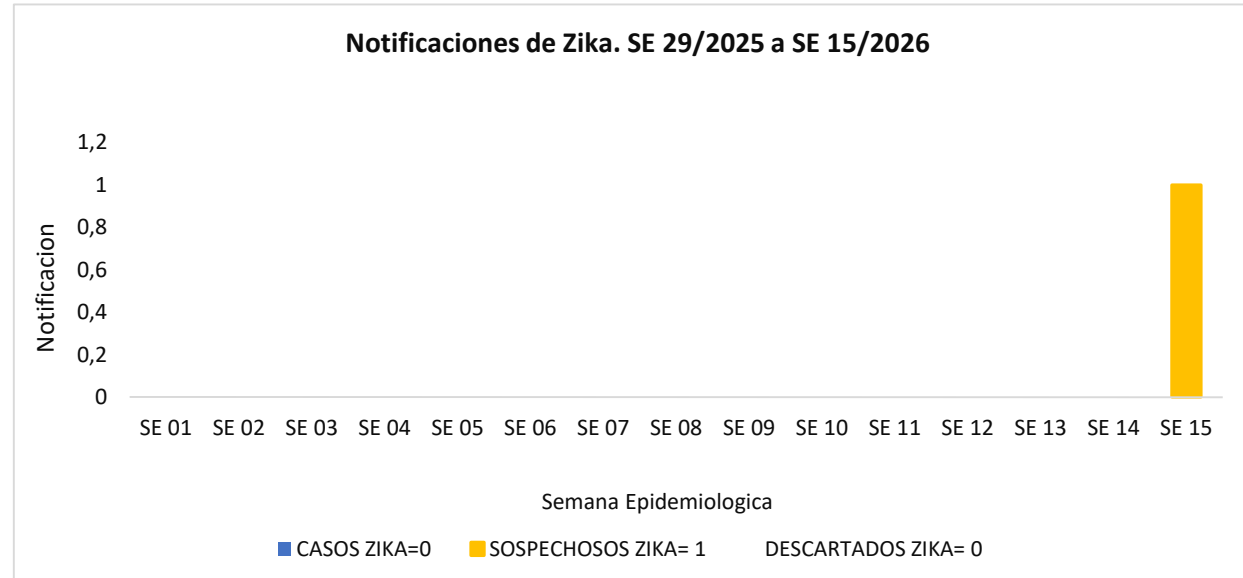 Notificaciones de Zika. SE 29/2025 a SE 15/2026
Notificacion
1,2
1
0,8
0,6
0,4
0,2
0
SE 01 SE 02 SE 03 SE 04 SE 05 SE 06 SE 07 SE 08 SE 09 SE 10 SE 11 SE 12 SE 13 SE 14 SE 15
Semana Epidemiologica
CASOS ZIKA=0 SOSPECHOSOS ZIKA= 1 DESCARTADOS ZIKA= 0